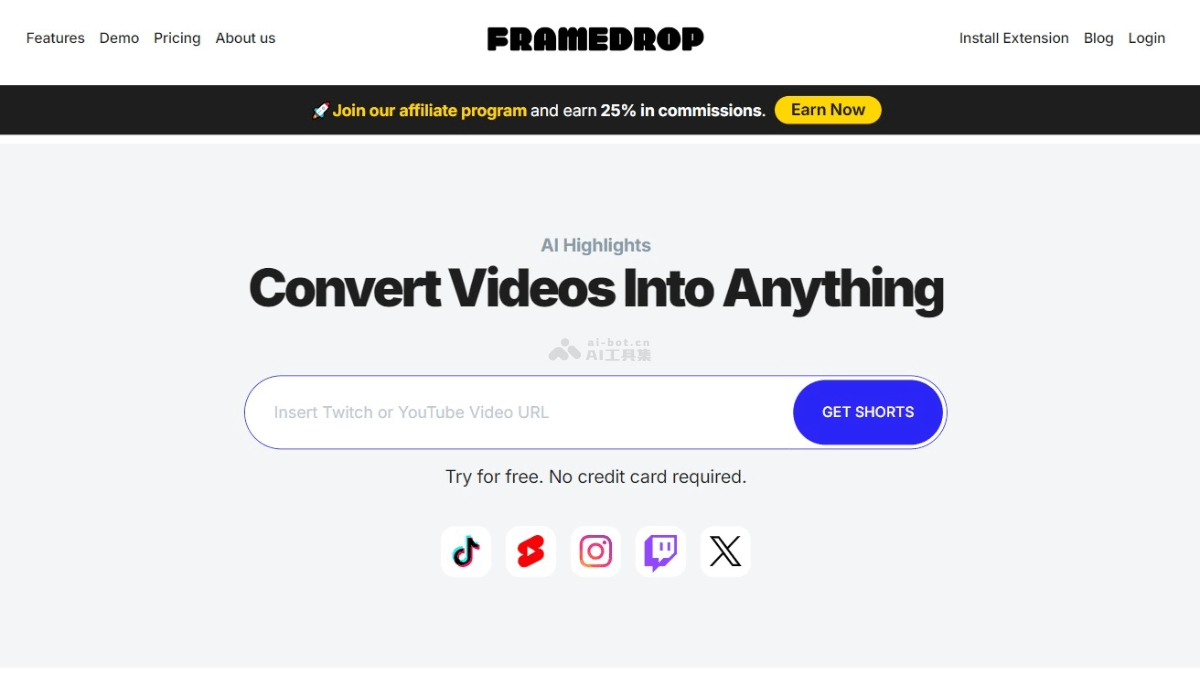 Features Demo Pricing About us
FRAMEDROP
Install Extension Blog Login
🚀 Join our affiliate program and earn 25% in commissions. Earn Now
AI Highlights
Convert Videos Into Anything
ai-bot.cn
AI工具集
Insert Twitch or YouTube Video URL
GET SHORTS
Try for free. No credit card required.